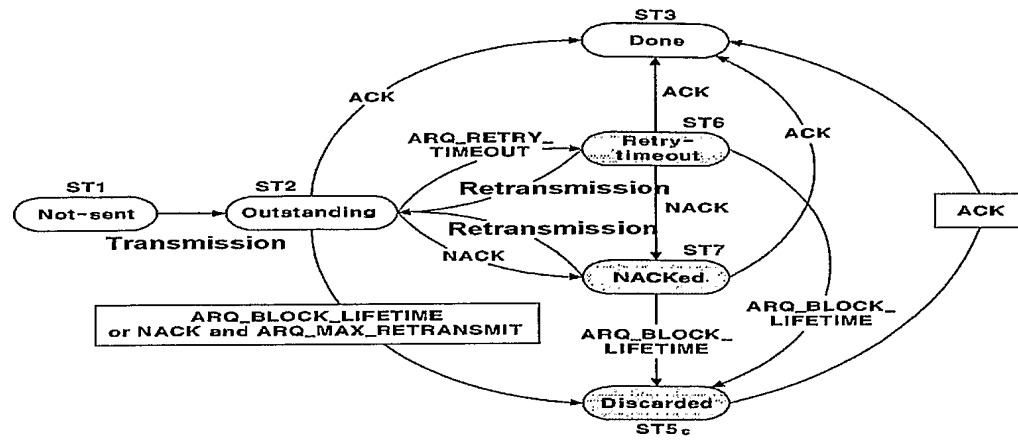 ST3
Done
ACK
ACK
ST6
ARQ_RETRY_
TIMEOUT
Retry-
timeout
ACK
ST1
ST2
Retransmission
Not-sent
Outstanding
NACK
ACK
Transmission
Retransmission
NACK
ST7
NACKed.
ARQ_BLOCK_LIFETIME
or NACK and ARQ_MAX_RETRANSMIT
ARQ_BLOCK_
LIFETIME
ARQ_BLOCK_
LIFETIME
Discarded
ST5c